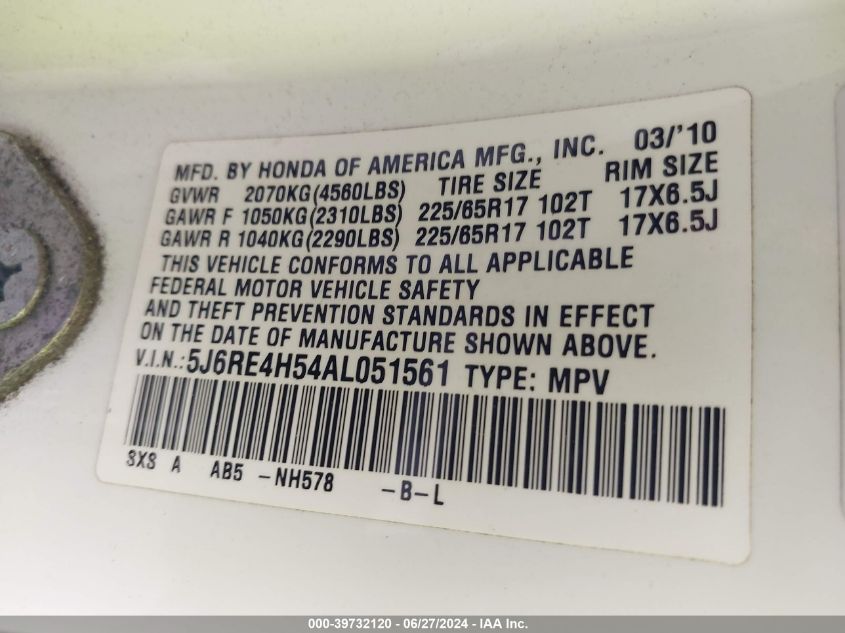 MFD. BY HONDA OF AMERICA MFG., INC. 03/'10
GVWR 2070KG(4560LBS) TIRE SIZE RIM SIZE
GAWR F 1050KG(2310LBS) 225/65R17 102T 17X6.5J
GAWR R 1040KG(2290LBS) 225/65R17 102T 17X6.5J
THIS VEHICLE CONFORMS TO ALL APPLICABLE
FEDERAL MOTOR VEHICLE SAFETY
AND THEFT PREVENTION STANDARDS IN EFFECT
ON THE DATE OF MANUFACTURE SHOWN ABOVE.
V.I.N.:5J6RE4H54AL051561 TYPE: MPV
SXS A AB5 -NH578 -B-L
000-39732120 - 06/27/2024 - IAA Inc.